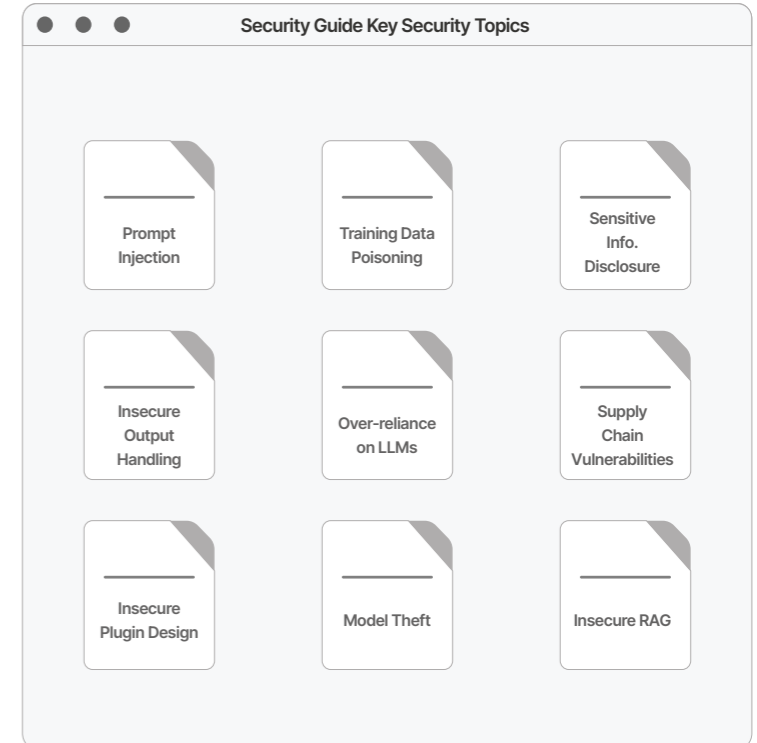 Security Guide Key Security Topics
Prompt
Injection
Training Data
Poisoning
Sensitive
Info.
Disclosure
Insecure
Output
Handling
Over-reliance
on LLMs
Supply
Chain
Vulnerabilities
Insecure
Plugin Design
Model Theft
Insecure RAG